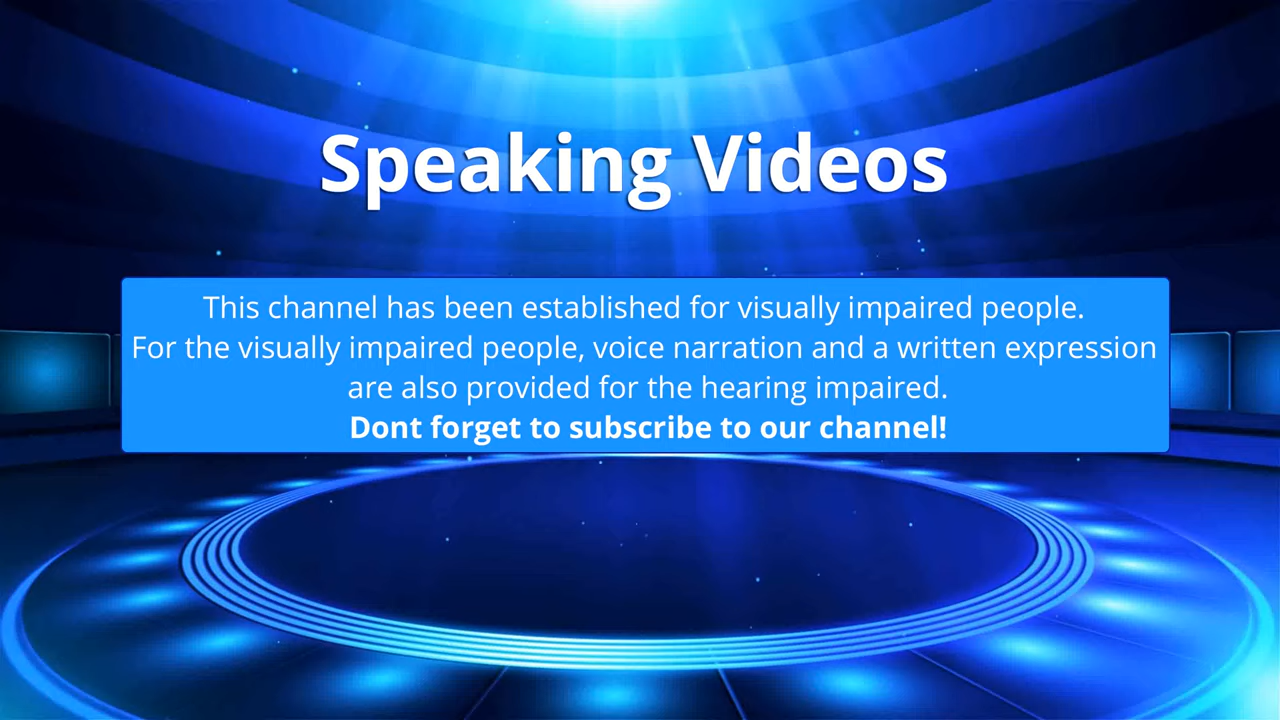 Speaking Videos
This channel has been established for visually impaired people.
For the visually impaired people, voice narration and a written expression
are also provided for the hearing impaired.
Dont forget to subscribe to our channel!